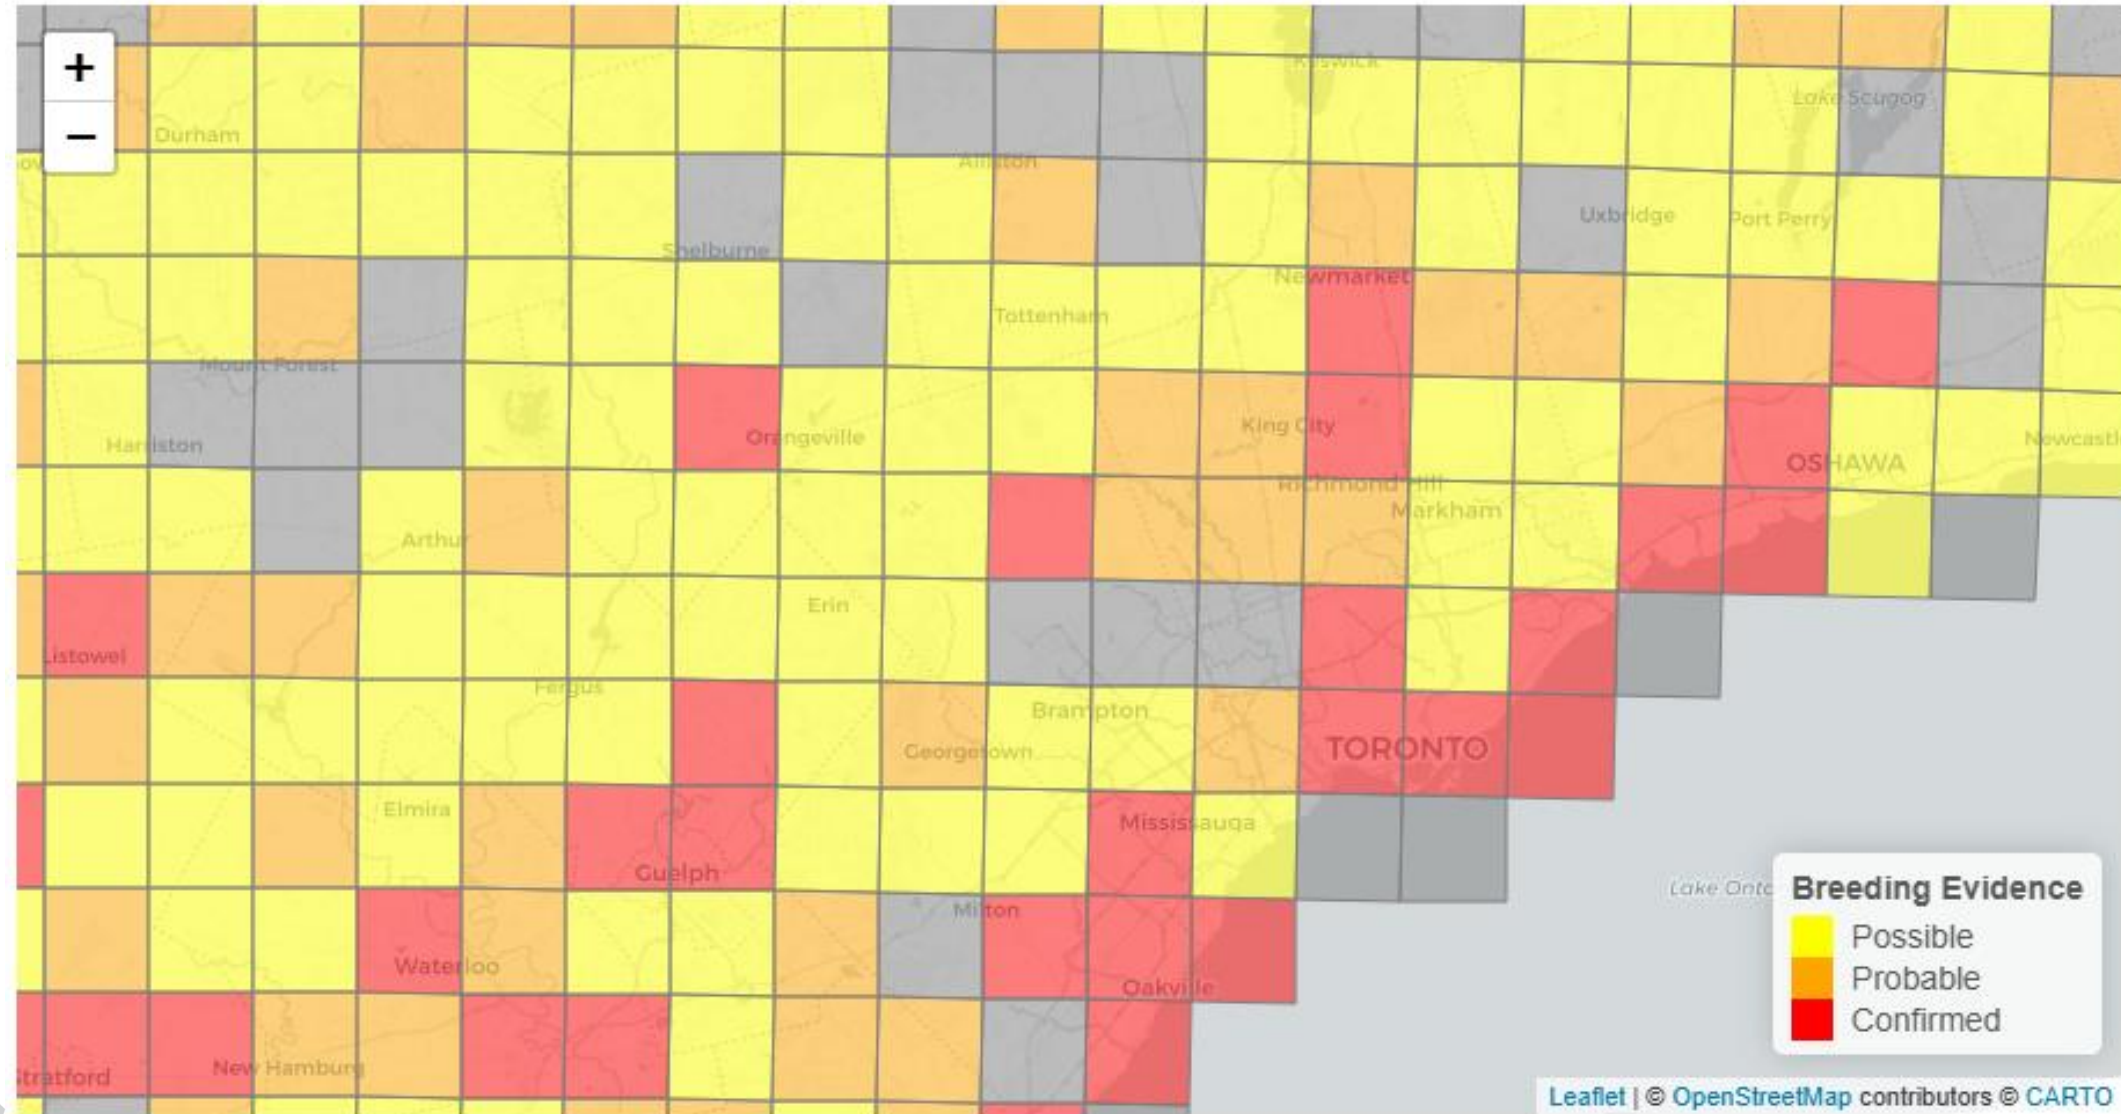 +
Keswick
Lake Scugog
−
Durham
Alliston
Uxbridge
Port Perry
Shelburne
Newmarket
Tottenham
Mount Forest
King City
Orangeville
Harriston
Newcastl
OSHAWA
Richmond Hill
Markham
Arthur
Erin
Listowel
Fergus
Brampton
TORONTO
Georgetown
Elmira
Mississauga
Guelph
Lake Onta
Breeding Evidence
Milton
Possible
Waterloo
Probable
Oakville
Confirmed
New Hamburg
Stratford
Leaflet | © OpenStreetMap contributors © CARTO